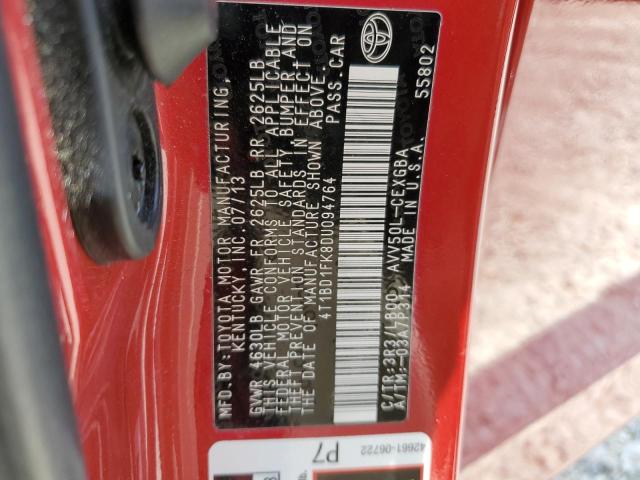 MFD. BY: TOYOTA MOTOR MANUFACTURING,
KENTUCKY, INC. 07/13
GVWR 4630LB GAWR FR 2625LB RR 2625LB
THIS VEHICLE CONFORMS TO ALL APPLICABLE
FEDERAL MOTOR VEHICLE SAFETY, BUMPER, AND
THEFT PREVENTION STANDARDS IN EFFECT ON
THE DATE OF MANUFACTURE SHOWN ABOVE.
4T1BD1FK8DU094764 PASS. CAR
C/TR: 3R3/LB00 AVV50L-CEXGBA
A/TM: -03A/P314 MADE IN U.S.A.
55802
42661-06722
P7